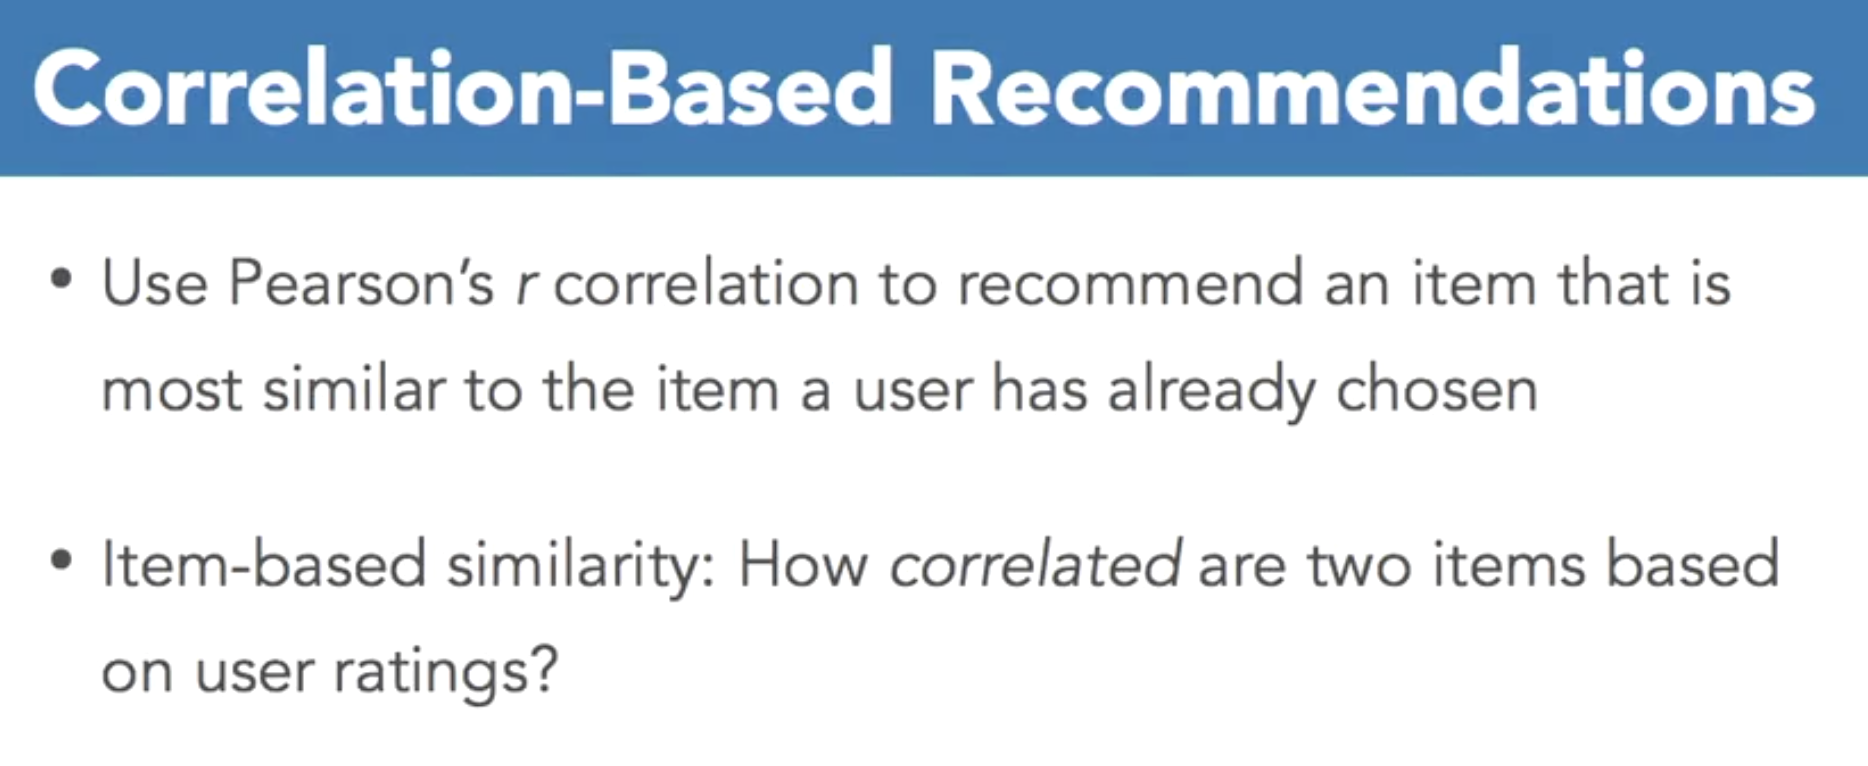 Correlation-Based Recommendations
• Use Pearson’s r correlation to recommend an item that is
most similar to the item a user has already chosen
• Item-based similarity: How correlated are two items based
on user ratings?